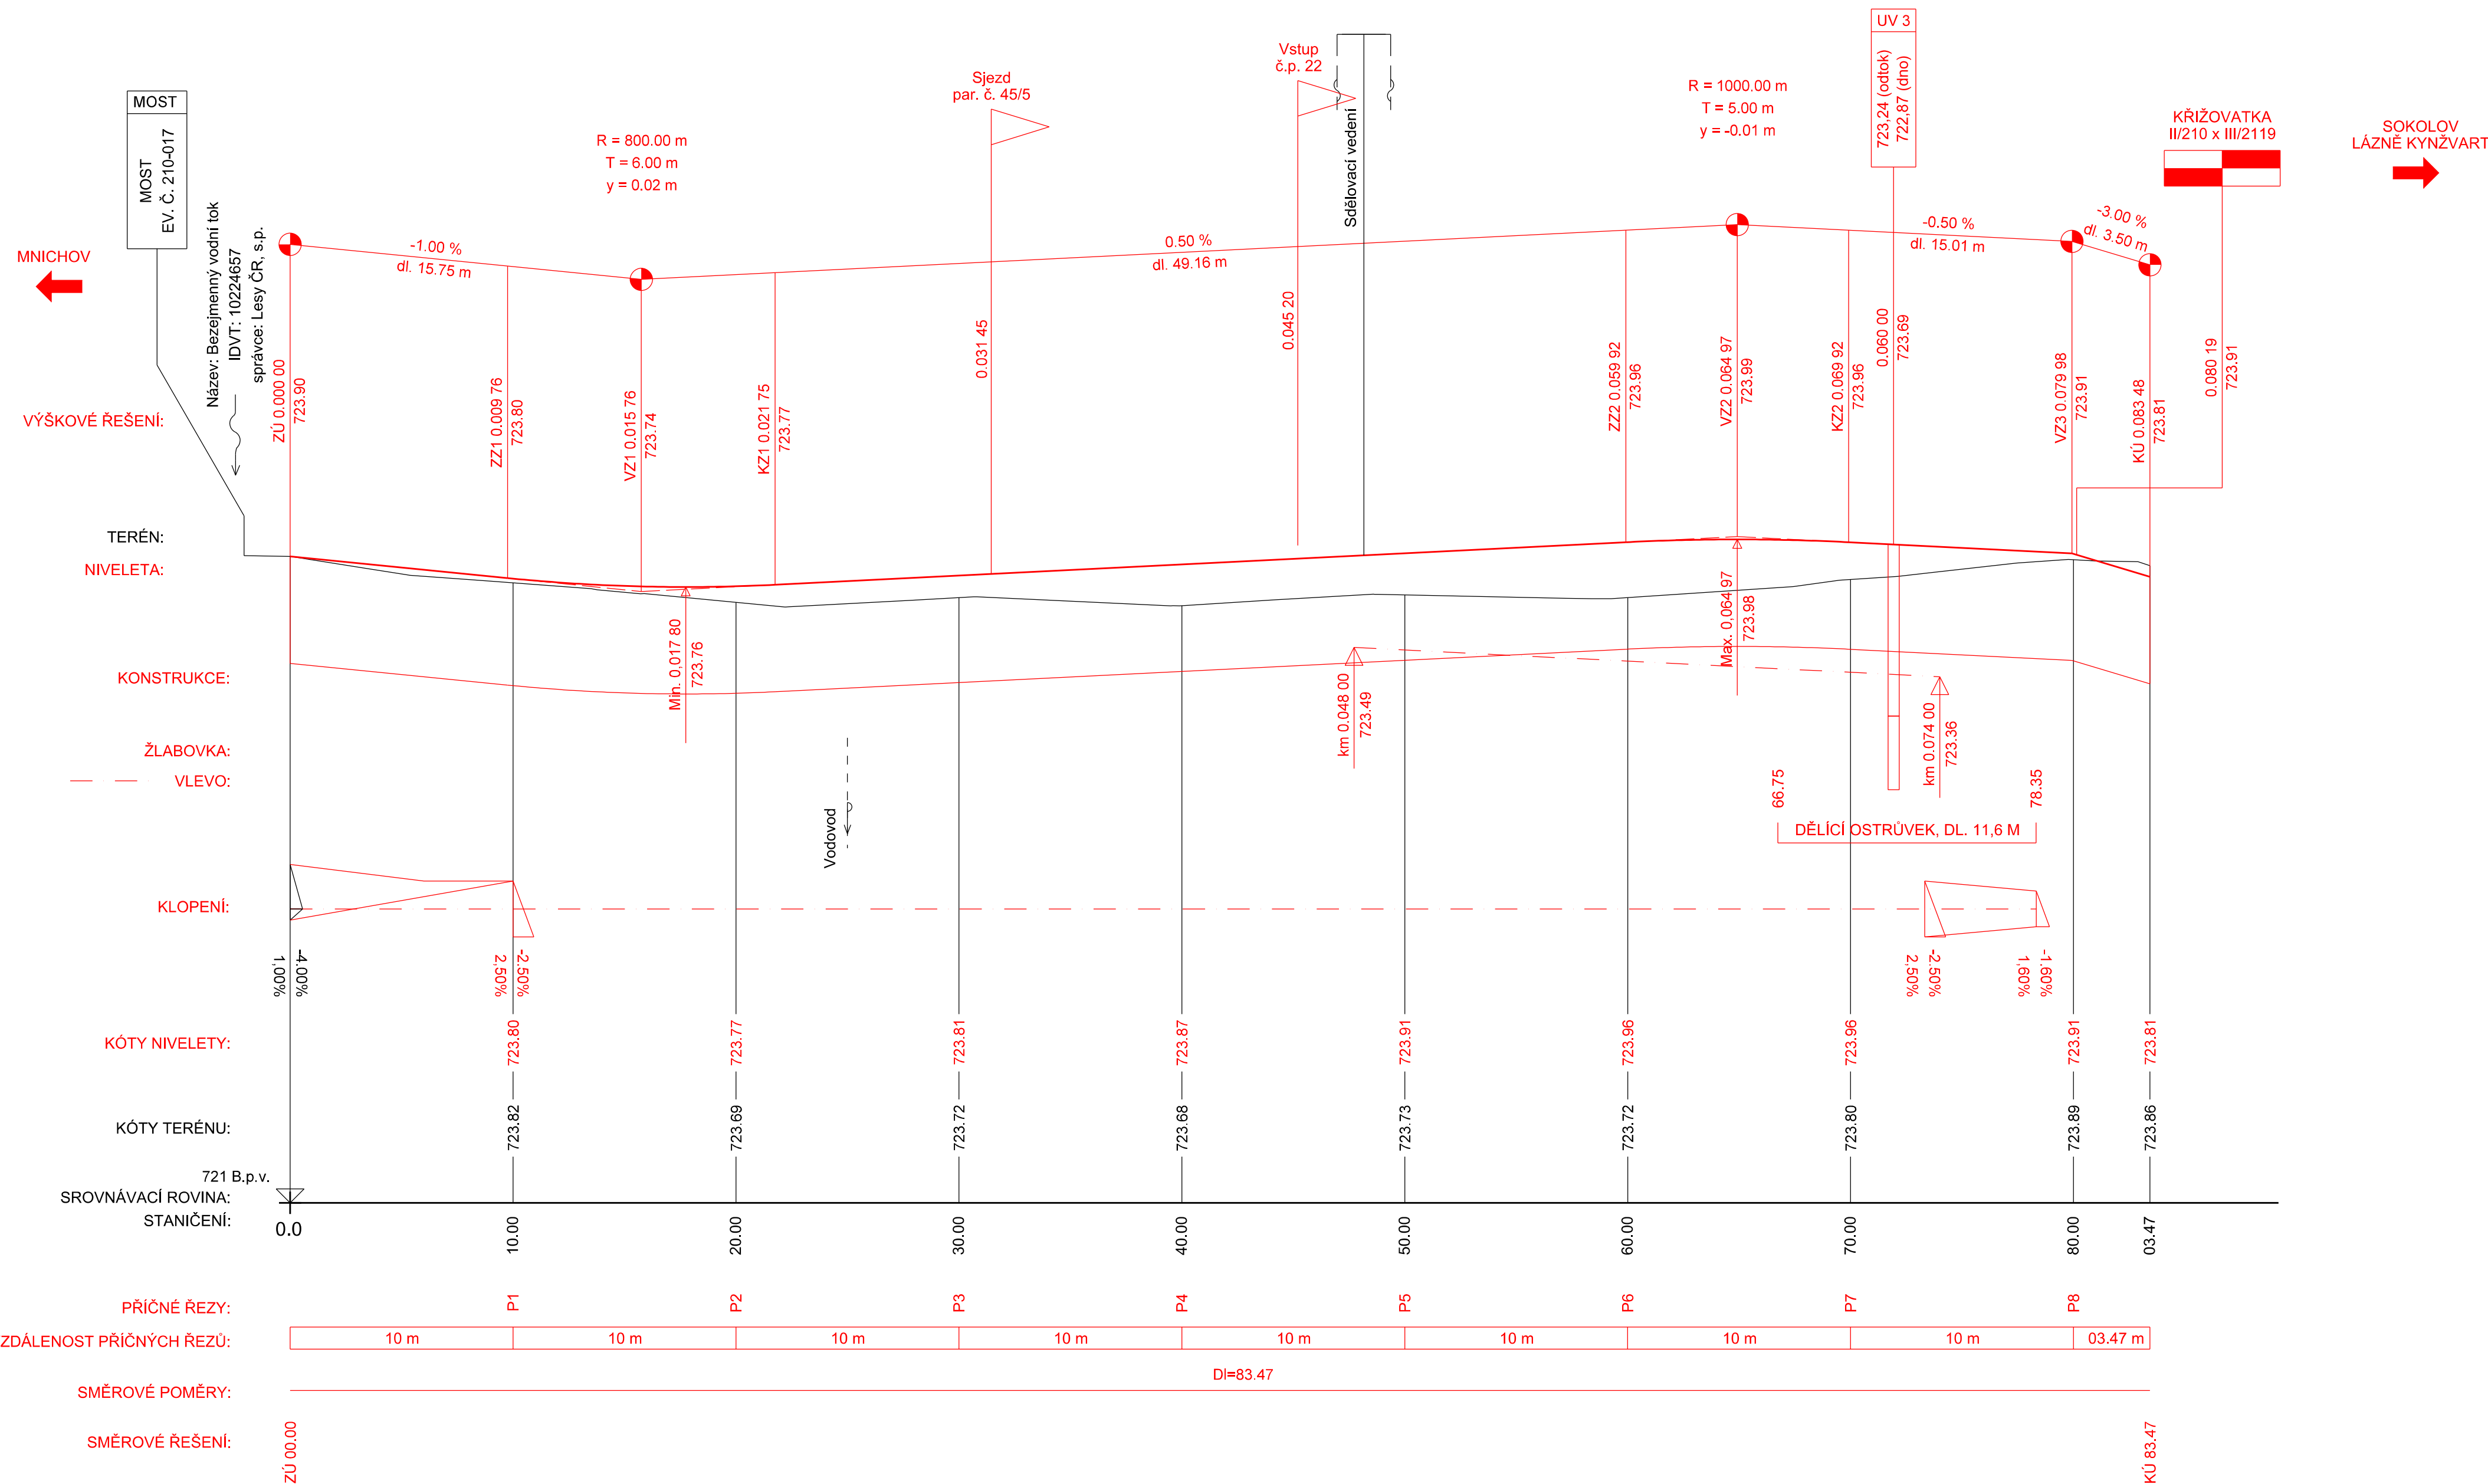 MOST
MOST
EV. Č. 2210-017
MNICHOV
Název: Bezejmenný vodní tok
IDVT: 10224657
správce: Lesy ČR, s.p.
R = 800.00 m
T = 6.00 m
y = 0.02 m
Sjezd
par. č. 45/5
Vstup
č.p. 22
Sdělovací vedení
R = 1000.00 m
T = 5.00 m
y = -0.01 m
UV 3
723,24 (odtok)
722,87 (dno)
KŘIŽOVATKA
II/210 x III/2119
SOKOLOV
LÁZNĚ KYNŽVART
-1.00 %
dl. 15.75 m
0.50 %
dl. 49.16 m
-0.50 %
dl. 15.01 m
-3.00 %
dl. 3.50 m
VÝŠKOVÉ ŘEŠENÍ:
ZÚ 0.000 00
723.90
ZZ1 0.009 76
723.80
VZ1 0.015 76
723.74
KZ1 0.021 75
723.77
0.031 45
0.045 20
ZZ2 0.059 92
723.96
VZ2 0.064 97
723.99
KZ2 0.069 92
723.96
0.060 00
723.69
VZ3 0.079 98
723.91
KÚ 0.083 48
723.81
0.080 19
723.91
TERÉN:
NIVELETA:
Min. 0,017 80
723.76
Max. 0,064 97
723.98
KONSTRUKCE:
km 0.048 00
723.49
km 0.074 00
723.36
ŽLABOVKA:
VLEVO:
Vodovod
66.75
78.35
DĚLÍCÍ OSTRŮVEK, DL. 11,6 M
KLOPENÍ:
1,00%
-4.00%
2,50%
-2.50%
2,50%
-2.50%
1,60%
-1.60%
KÓTY NIVELETY:
723.80
723.77
723.81
723.87
723.91
723.96
723.96
723.91
723.81
KÓTY TERÉNU:
723.82
723.69
723.72
723.68
723.73
723.72
723.80
723.89
723.86
721 B.p.v.
SROVNÁVACÍ ROVINA:
STANIČENÍ:
0.0
10.00
20.00
30.00
40.00
50.00
60.00
70.00
80.00
03.47
PŘÍČNÉ ŘEZY:
P1
P2
P3
P4
P5
P6
P7
P8
ZDÁLENOST PŘÍČNÝCH ŘEZŮ:
10 m
10 m
10 m
10 m
10 m
10 m
10 m
10 m
03.47 m
SMĚROVÉ POMĚRY:
Dl=83.47
SMĚROVÉ ŘEŠENÍ:
ZÚ 00.00
KÚ 83.47